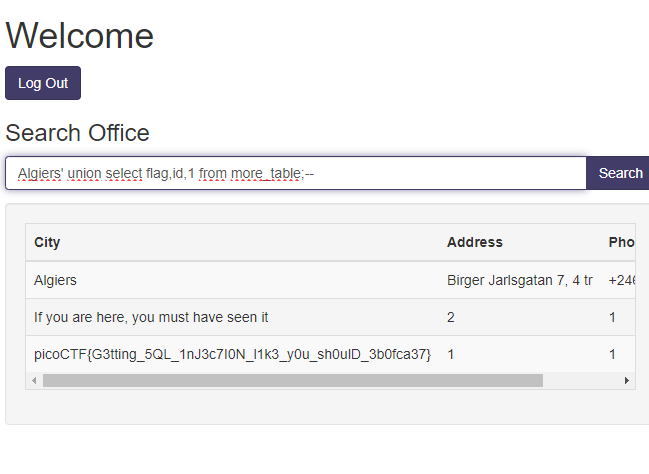 Welcome
Log Out
Search Office
Algiers' union select flag,id,1 from more_table;--
Search
City Address Pho
Algiers Birger Jarlsgatan 7, 4 tr +246
If you are here, you must have seen it 2 1
picoCTF{G3tting_5QL_1nJ3c7I0N_l1k3_y0u_sh0ulD_3b0fca37} 1 1